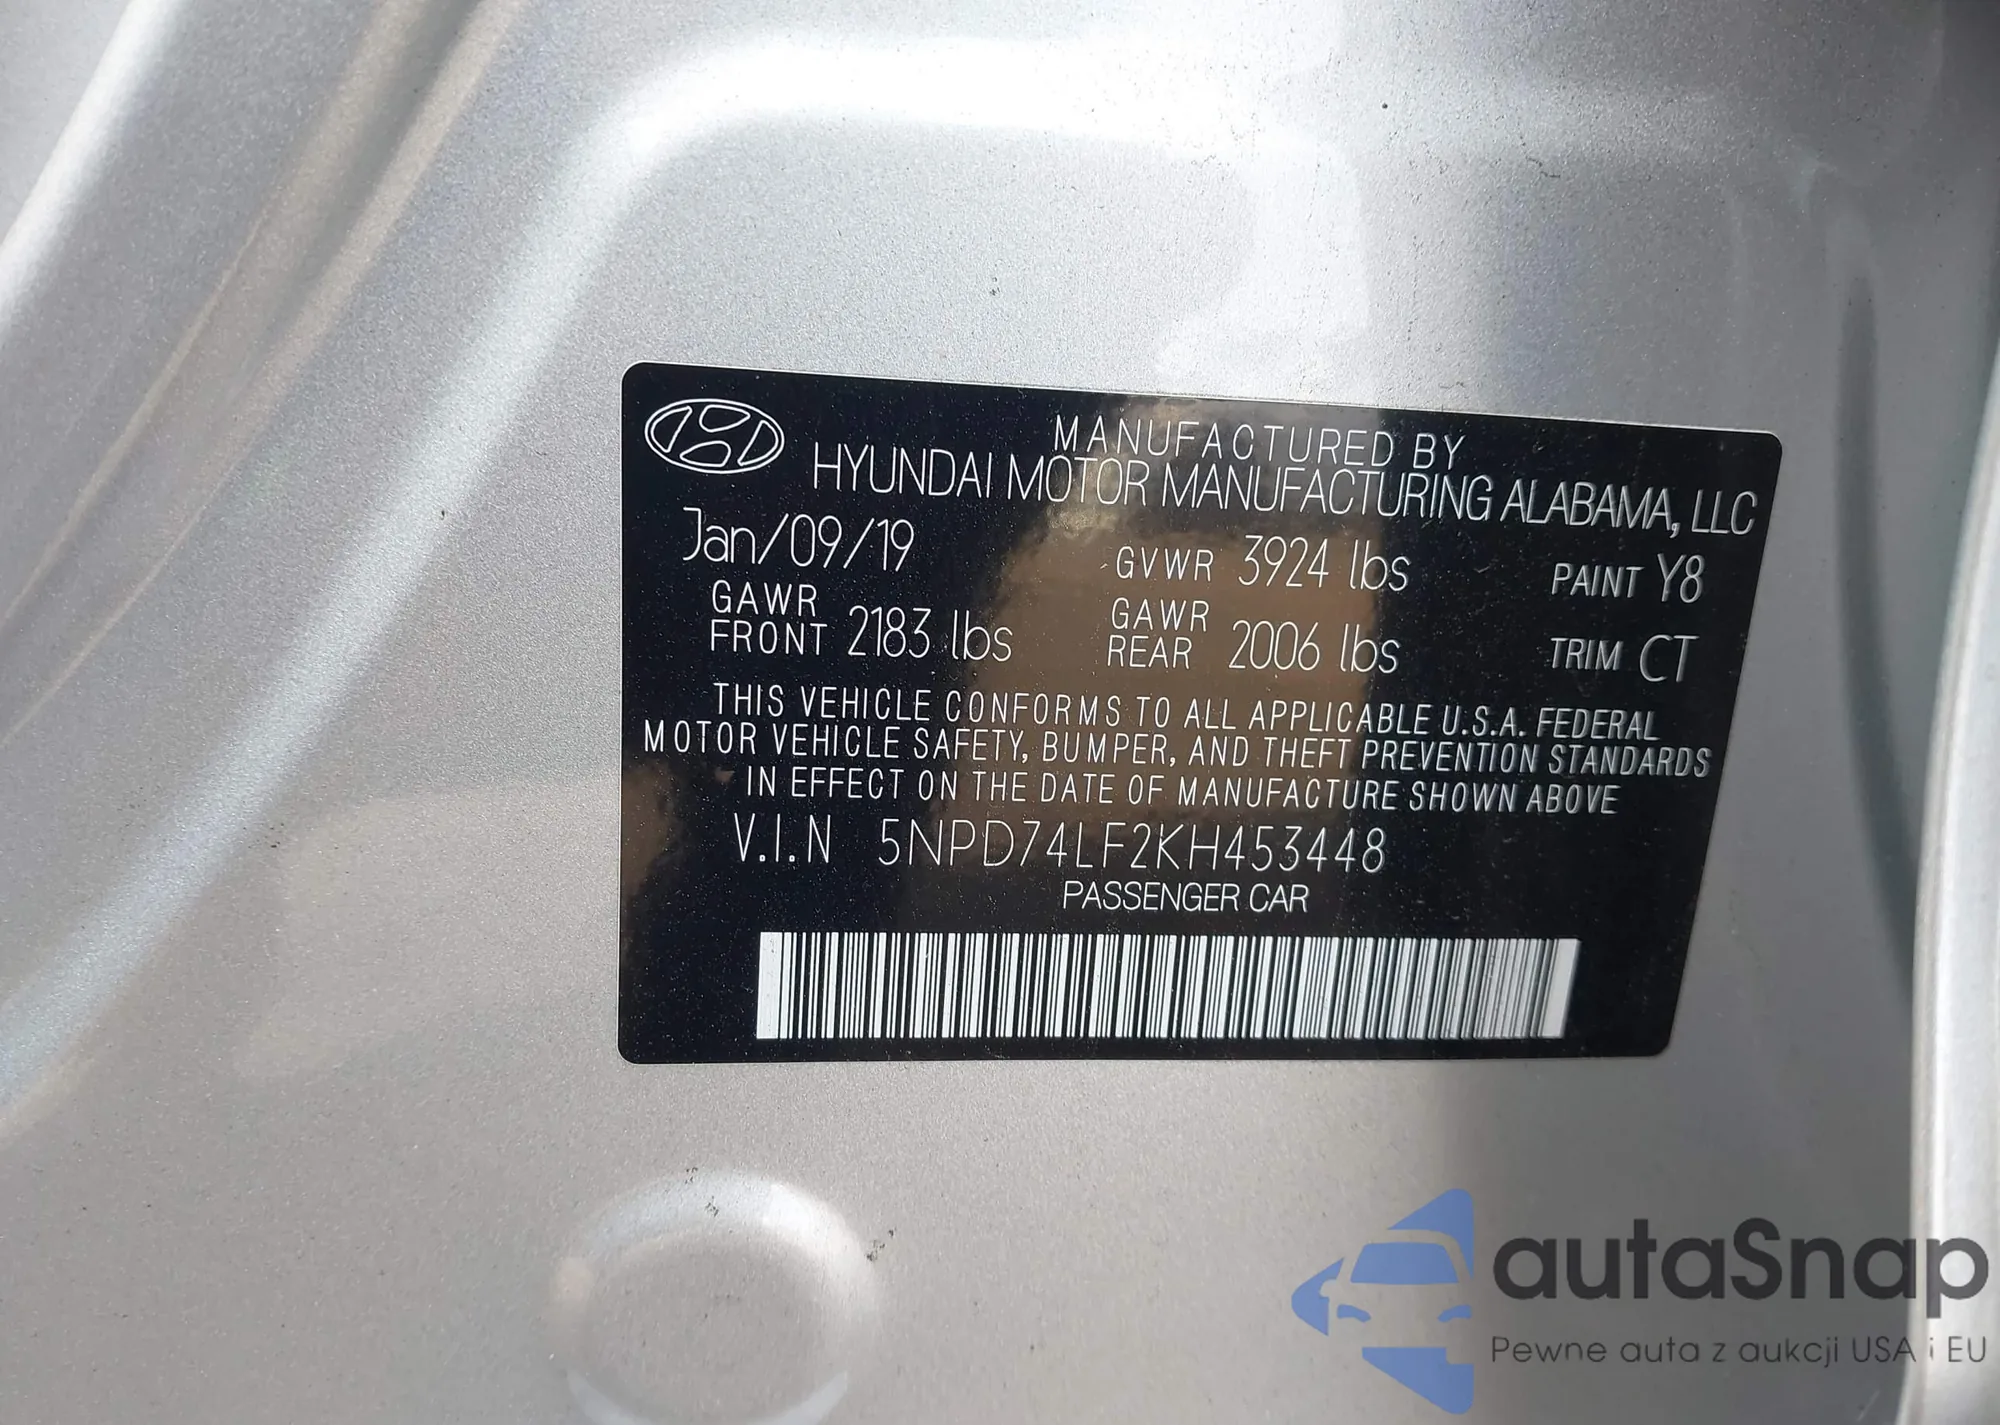 MANUFACTURED BY
HYUNDAI MOTOR MANUFACTURING ALABAMA, LLC
Jan/09/19 GVWR 3924 lbs PAINT Y8
GAWR FRONT 2183 lbs GAWR REAR 2006 lbs TRIM CT
THIS VEHICLE CONFORMS TO ALL APPLICABLE U.S.A. FEDERAL
MOTOR VEHICLE SAFETY, BUMPER, AND THEFT PREVENTION STANDARDS
IN EFFECT ON THE DATE OF MANUFACTURE SHOWN ABOVE
V.I.N 5NPD74LF2KH453448
PASSENGER CAR
autaSnap
Pewne auta z aukcji USA i EU